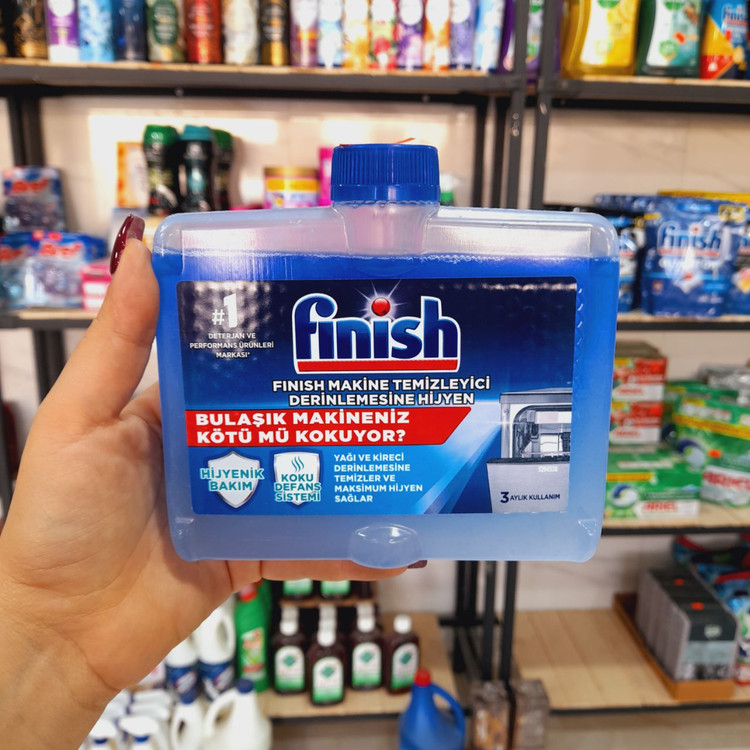 #1
DETERJAN VE
PERFORMANS ÜRÜNLERİ
MARKASI*
finish
FINISH MAKİNE TEMİZLEYİCİ
DERİNLEMESİNE HİJYEN
BULAŞIK MAKİNENİZ
KÖTÜ MÜ KOKUYOR?
HİJYENİK
BAKIM
KOKU
DEFANS
SİSTEMİ
YAĞI VE KİRECİ
DERİNLEMESİNE
TEMİZLER VE
MAKSİMUM HİJYEN
SAĞLAR
3 AYLIK KULLANIM
finish